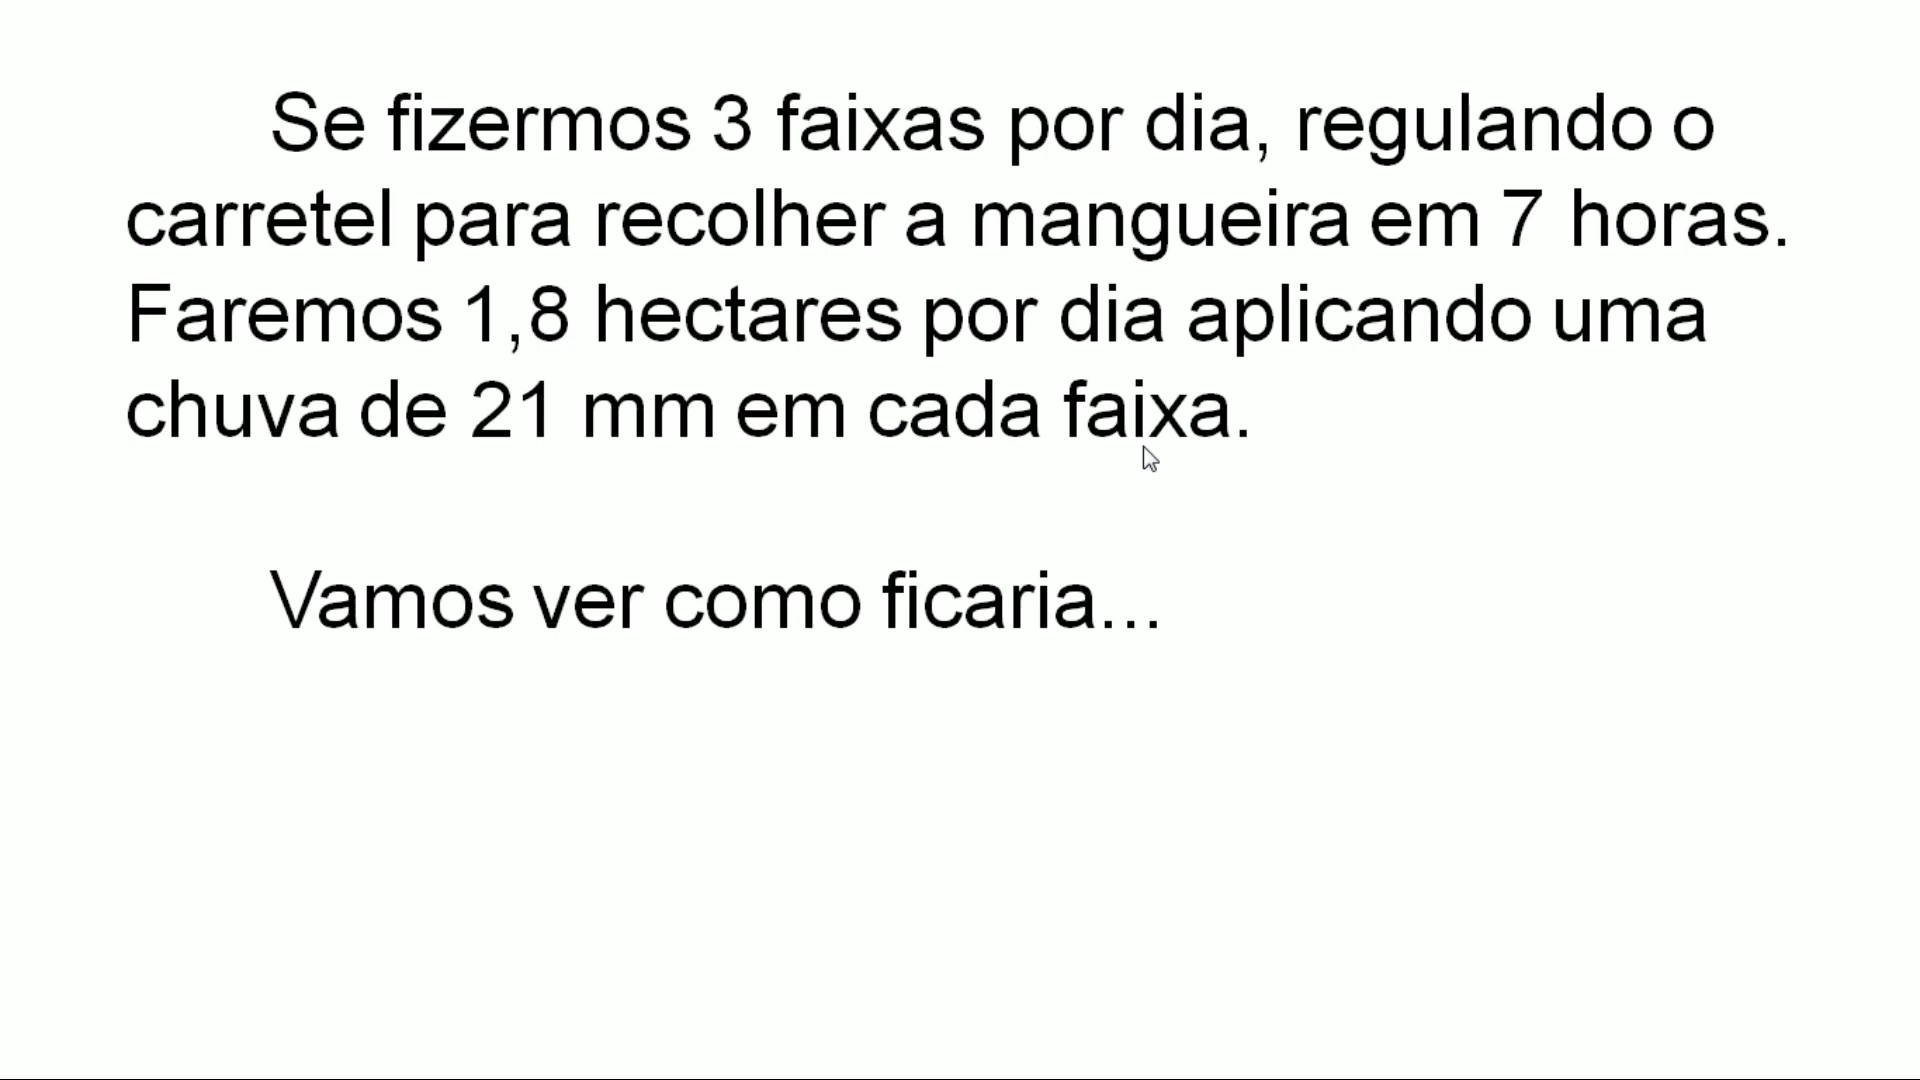 Se fizermos 3 faixas por dia, regulando o
carretel para recolher a mangueira em 7 horas.
Faremos 1,8 hectares por dia aplicando uma
chuva de 21 mm em cada faixa.
Vamos ver como ficaria...